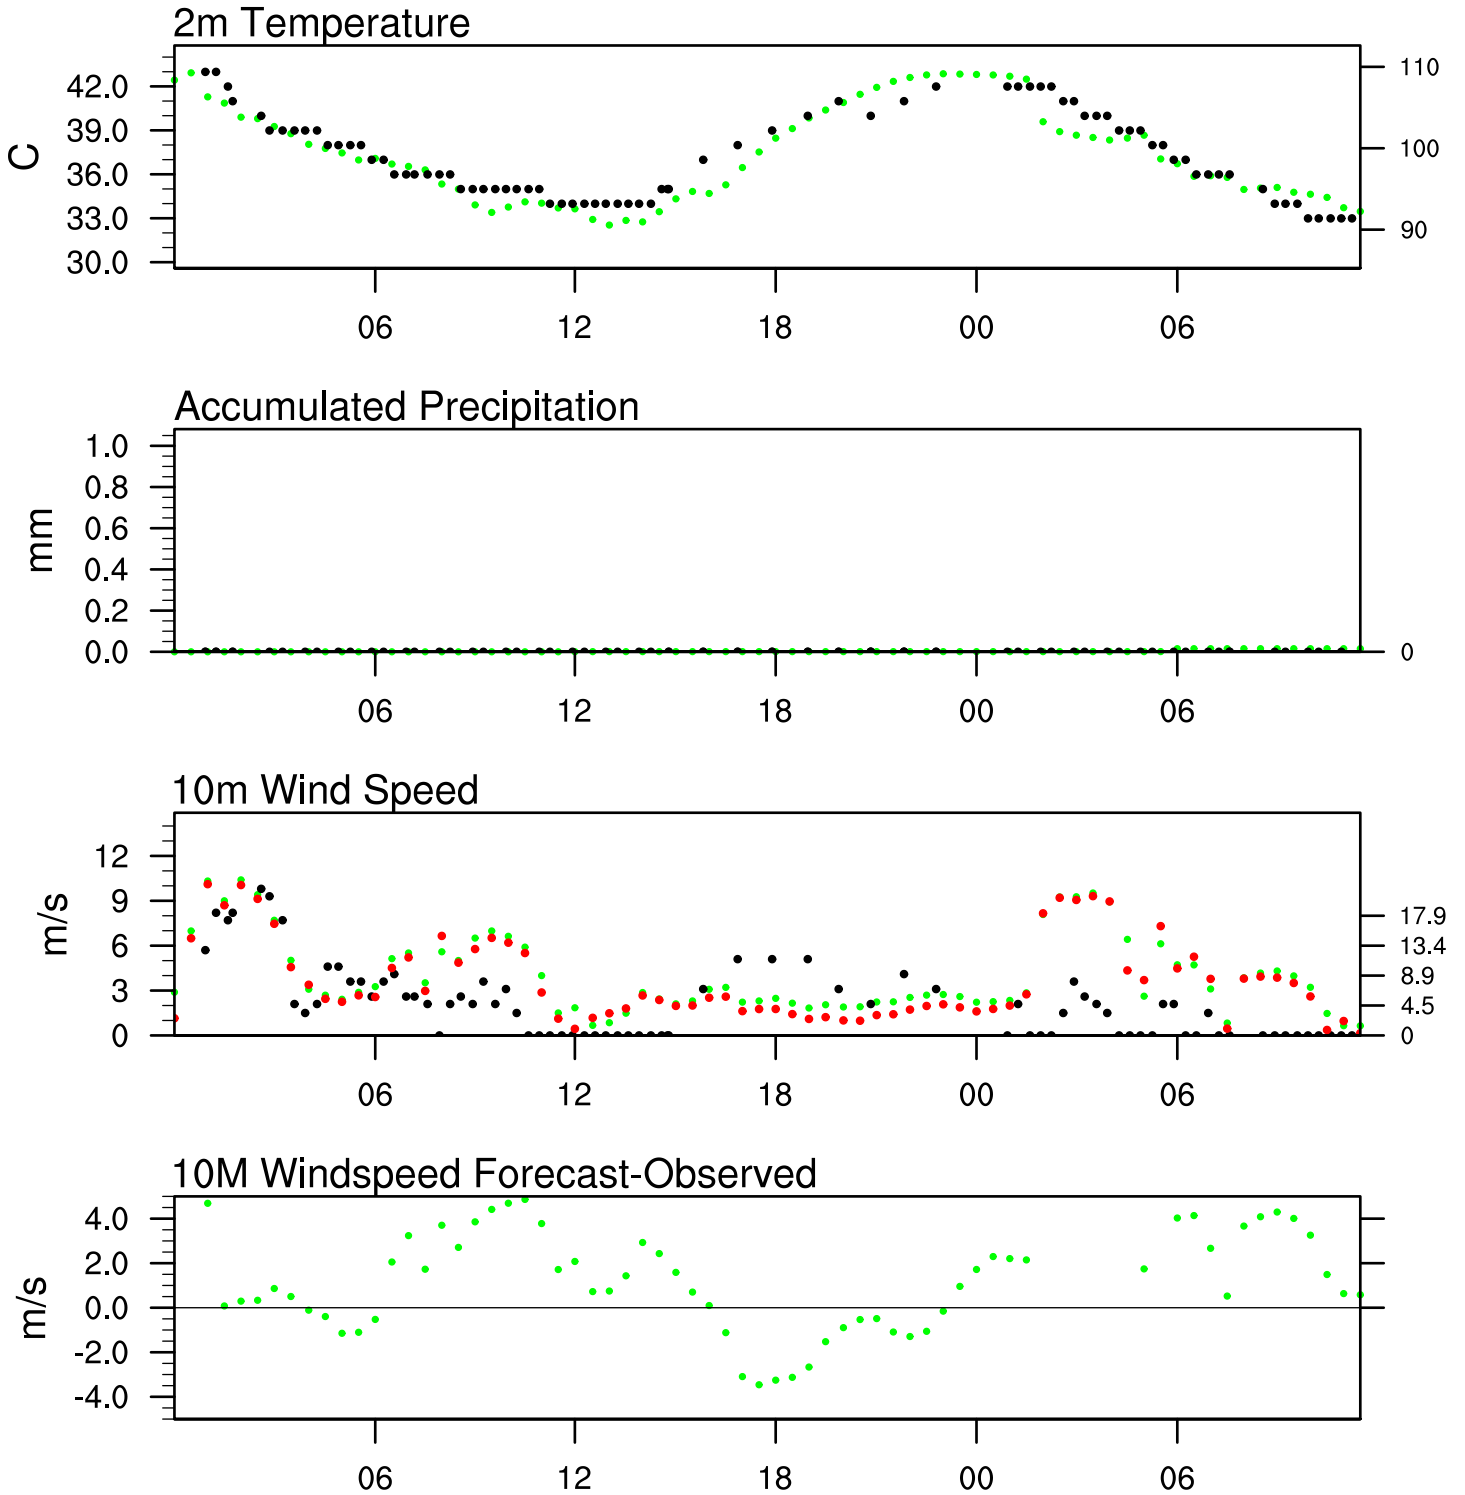 2m Temperature
C
42.0
39.0
36.0
33.0
30.0
110
100
90
06 12 18 00 06
Accumulated Precipitation
mm
1.0
0.8
0.6
0.4
0.2
0.0
0
06 12 18 00 06
10m Wind Speed
m/s
12
9
6
3
0
17.9
13.4
8.9
4.5
0
06 12 18 00 06
10M Windspeed Forecast-Observed
m/s
4.0
2.0
0.0
-2.0
-4.0
06 12 18 00 06